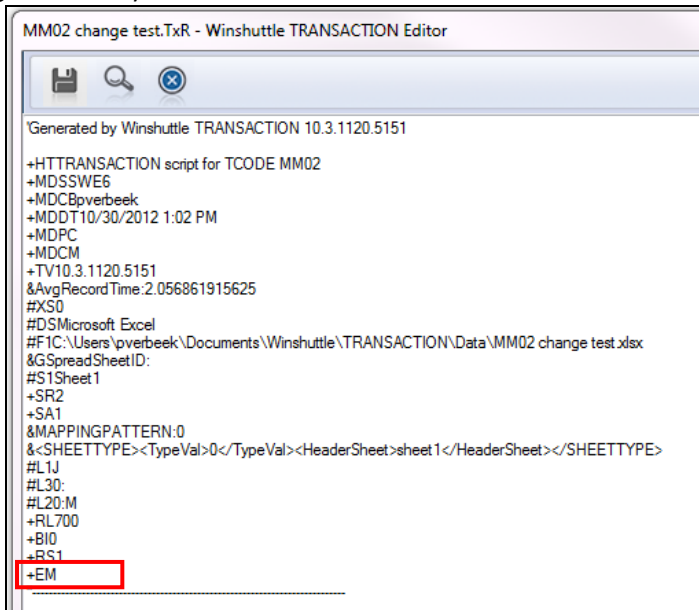 MM02 change test.TxR - Winshuttle TRANSACTION Editor
'Generated by Winshuttle TRANSACTION 10.3.1120.5151
+HTTRANSACTION script for TCODE MM02
+MDSSWE6
+MDCBpverbeek
+MDDT10/30/2012 1:02 PM
+MDPC
+MDCM
+TV10.3.1120.5151
&AvgRecordTime:2.056861915625
#XS0
#DSMicrosoft Excel
#F1C:\Users\pverbeek\Documents\Winshuttle\TRANSACTION\Data\MM02 change test.xlsx
&GSpreadSheetID:
#S1Sheet1
+SR2
+SA1
&MAPPINGPATTERN:0
&<SHEETTYPE><TypeVal>0</TypeVal><HeaderSheet>sheet1</HeaderSheet></SHEETTYPE>
#L1J
#L30:
#L20:M
+RL700
+BI0
+RS1
+EM
'--------------------------------------------------------------------------------